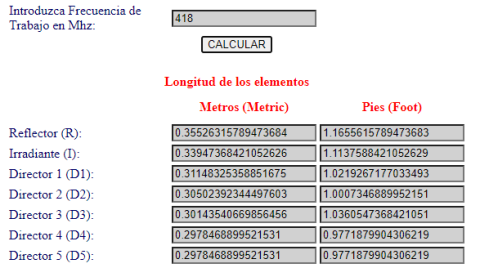 Introduzca Frecuencia de
Trabajo en Mhz:
418
CALCULAR
Longitud de los elementos
Metros (Metric) Pies (Foot)
Reflector (R): 0.35526315789473684 1.1655615789473683
Irradiante (I): 0.33947368421052626 1.1137588421052629
Director 1 (D1): 0.31148325358851675 1.0219267177033493
Director 2 (D2): 0.30502392344497603 1.0007346889952151
Director 3 (D3): 0.30143540669856456 1.0360547368421051
Director 4 (D4): 0.2978468899521531 0.9771879904306219
Director 5 (D5): 0.2978468899521531 0.9771879904306219